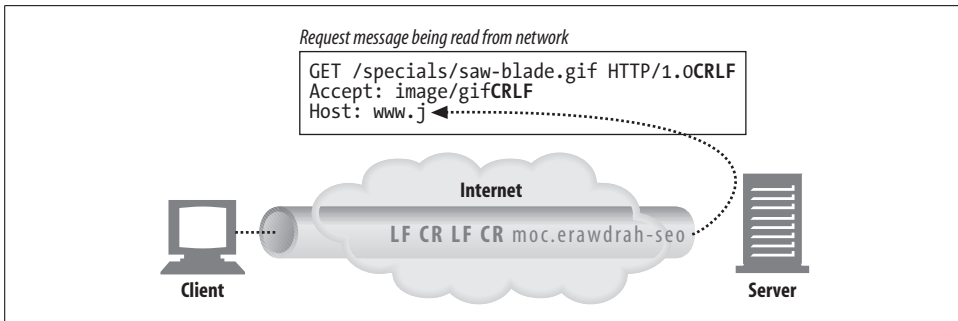 Request message being read from network
GET /specials/saw-blade.gif HTTP/1.0CRLF
Accept: image/gifCRLF
Host: www.j
Internet
LF CR LF CR moc.erawdrah-seo
Client
Server